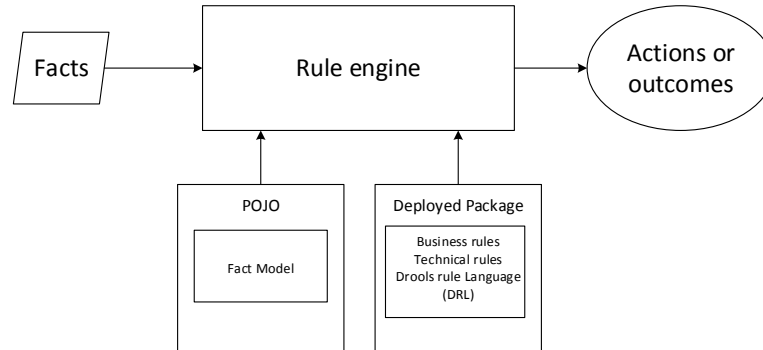 Facts
Rule engine
Actions or
outcomes
POJO
Fact Model
Deployed Package
Business rules
Technical rules
Drools rule Language
(DRL)